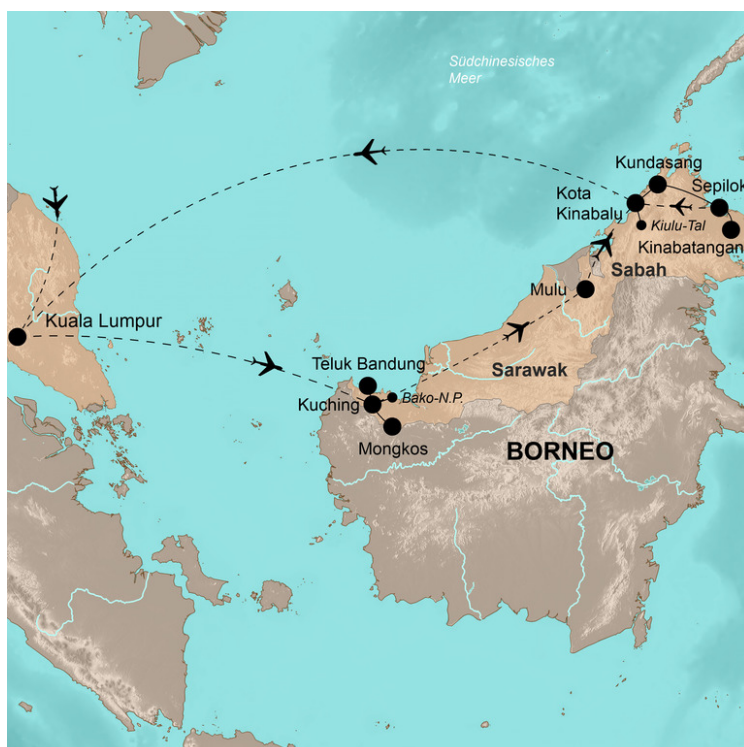 Südchinesisches
Meer
Kundasang
Sepilok
Kota
Kinabalu
Kiulu-Tal
Kinabatangan
Sabah
Mulu
Kuala Lumpur
Teluk Bandung
Sarawak
Bako-N.P.
Kuching
Mongkos
BORNEO